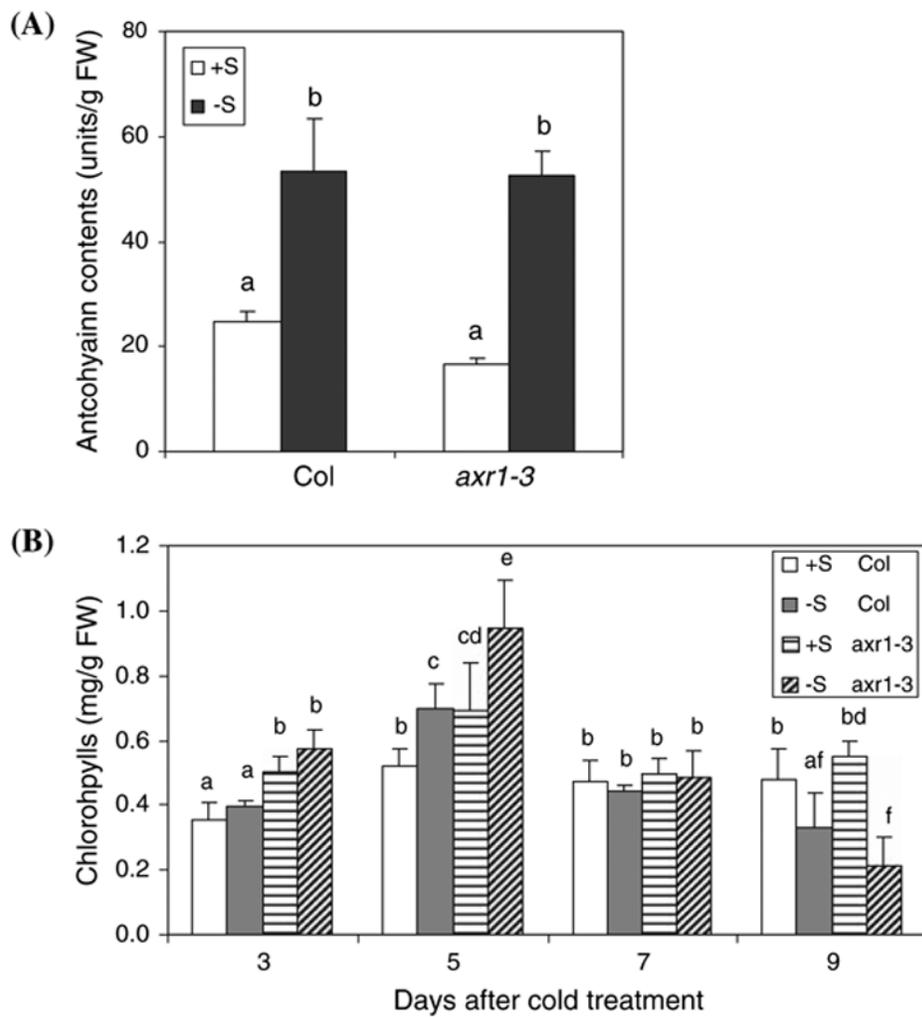 (A)
80
60
40
20
0
Antcohyainn contents (units/g FW)
+S
-S
a
b
a
b
Col
axr1-3
(B)
1.2
1.0
0.8
0.6
0.4
0.2
0.0
Chlorohpylls (mg/g FW)
+S Col
-S Col
+S axr1-3
-S axr1-3
a
a
b
b
b
c
cd
e
b
b
b
b
b
af
bd
f
3
5
7
9
Days after cold treatment